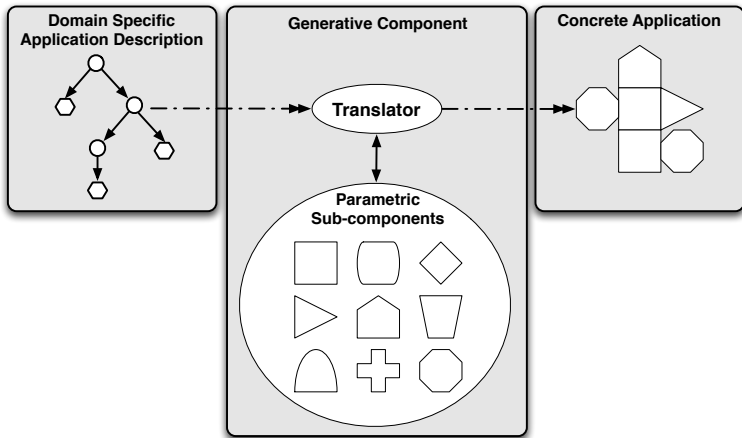 Domain Specific
Application Description
Generative Component
Concrete Application
Translator
Parametric
Sub-components